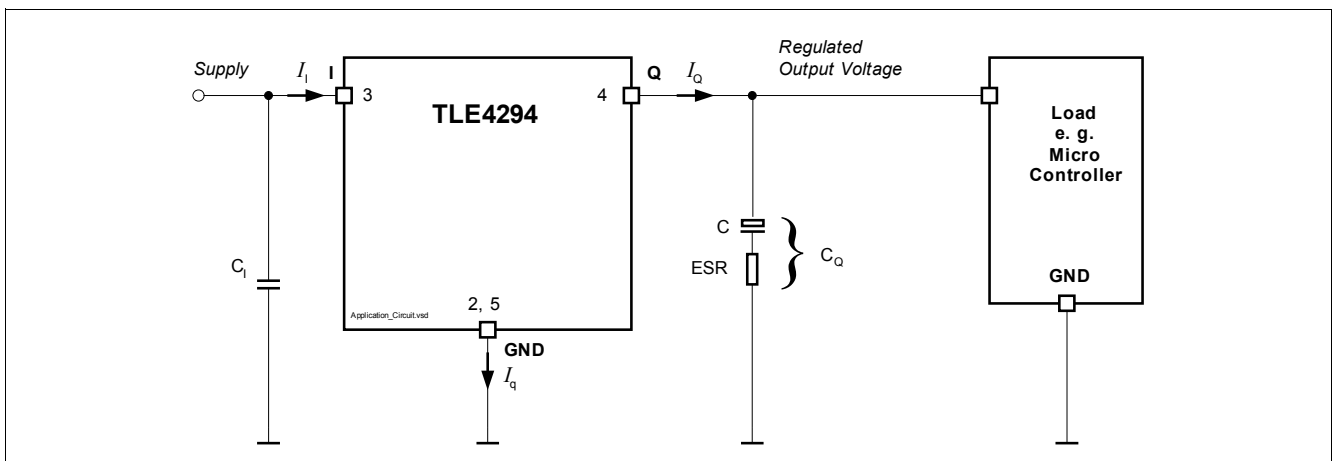 Supply
I_I
I
3
TLE4294
4
Q
I_Q
Regulated
Output Voltage
Load
e. g.
Micro
Controller
GND
C_I
C
ESR
}
C_Q
2, 5
Application_Circuit.vsd
GND
I_q